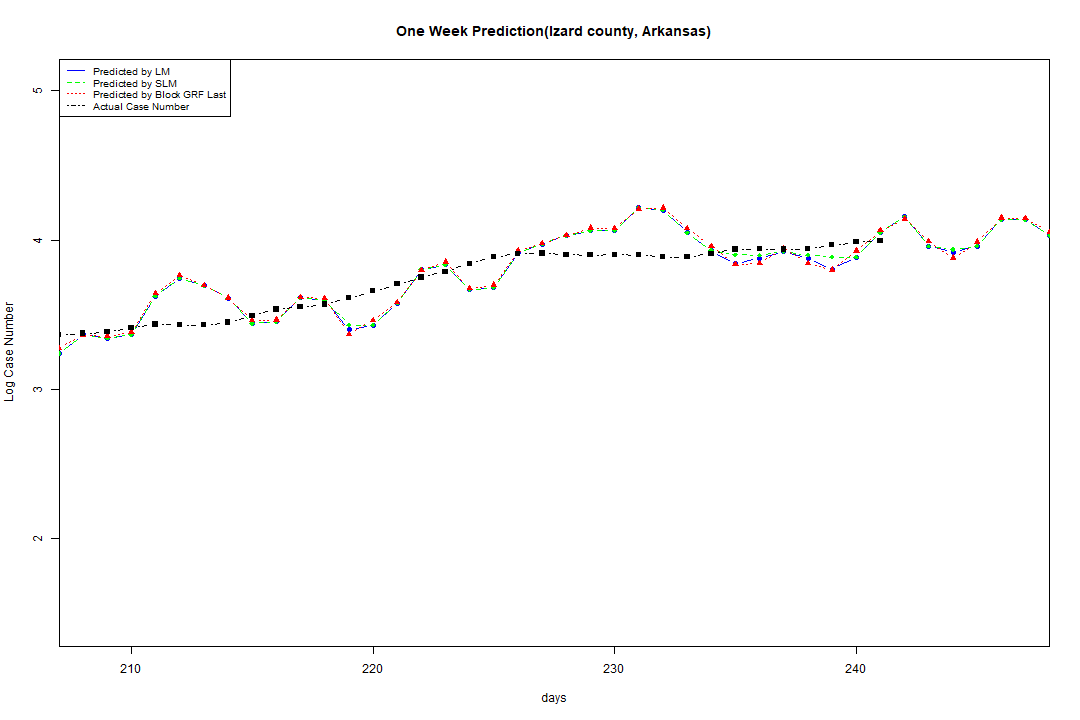 One Week Prediction(Izard county, Arkansas)
Predicted by LM
Predicted by SLM
Predicted by Block GRF Last
Actual Case Number
5
4
3
2
Log Case Number
210
220
230
240
days